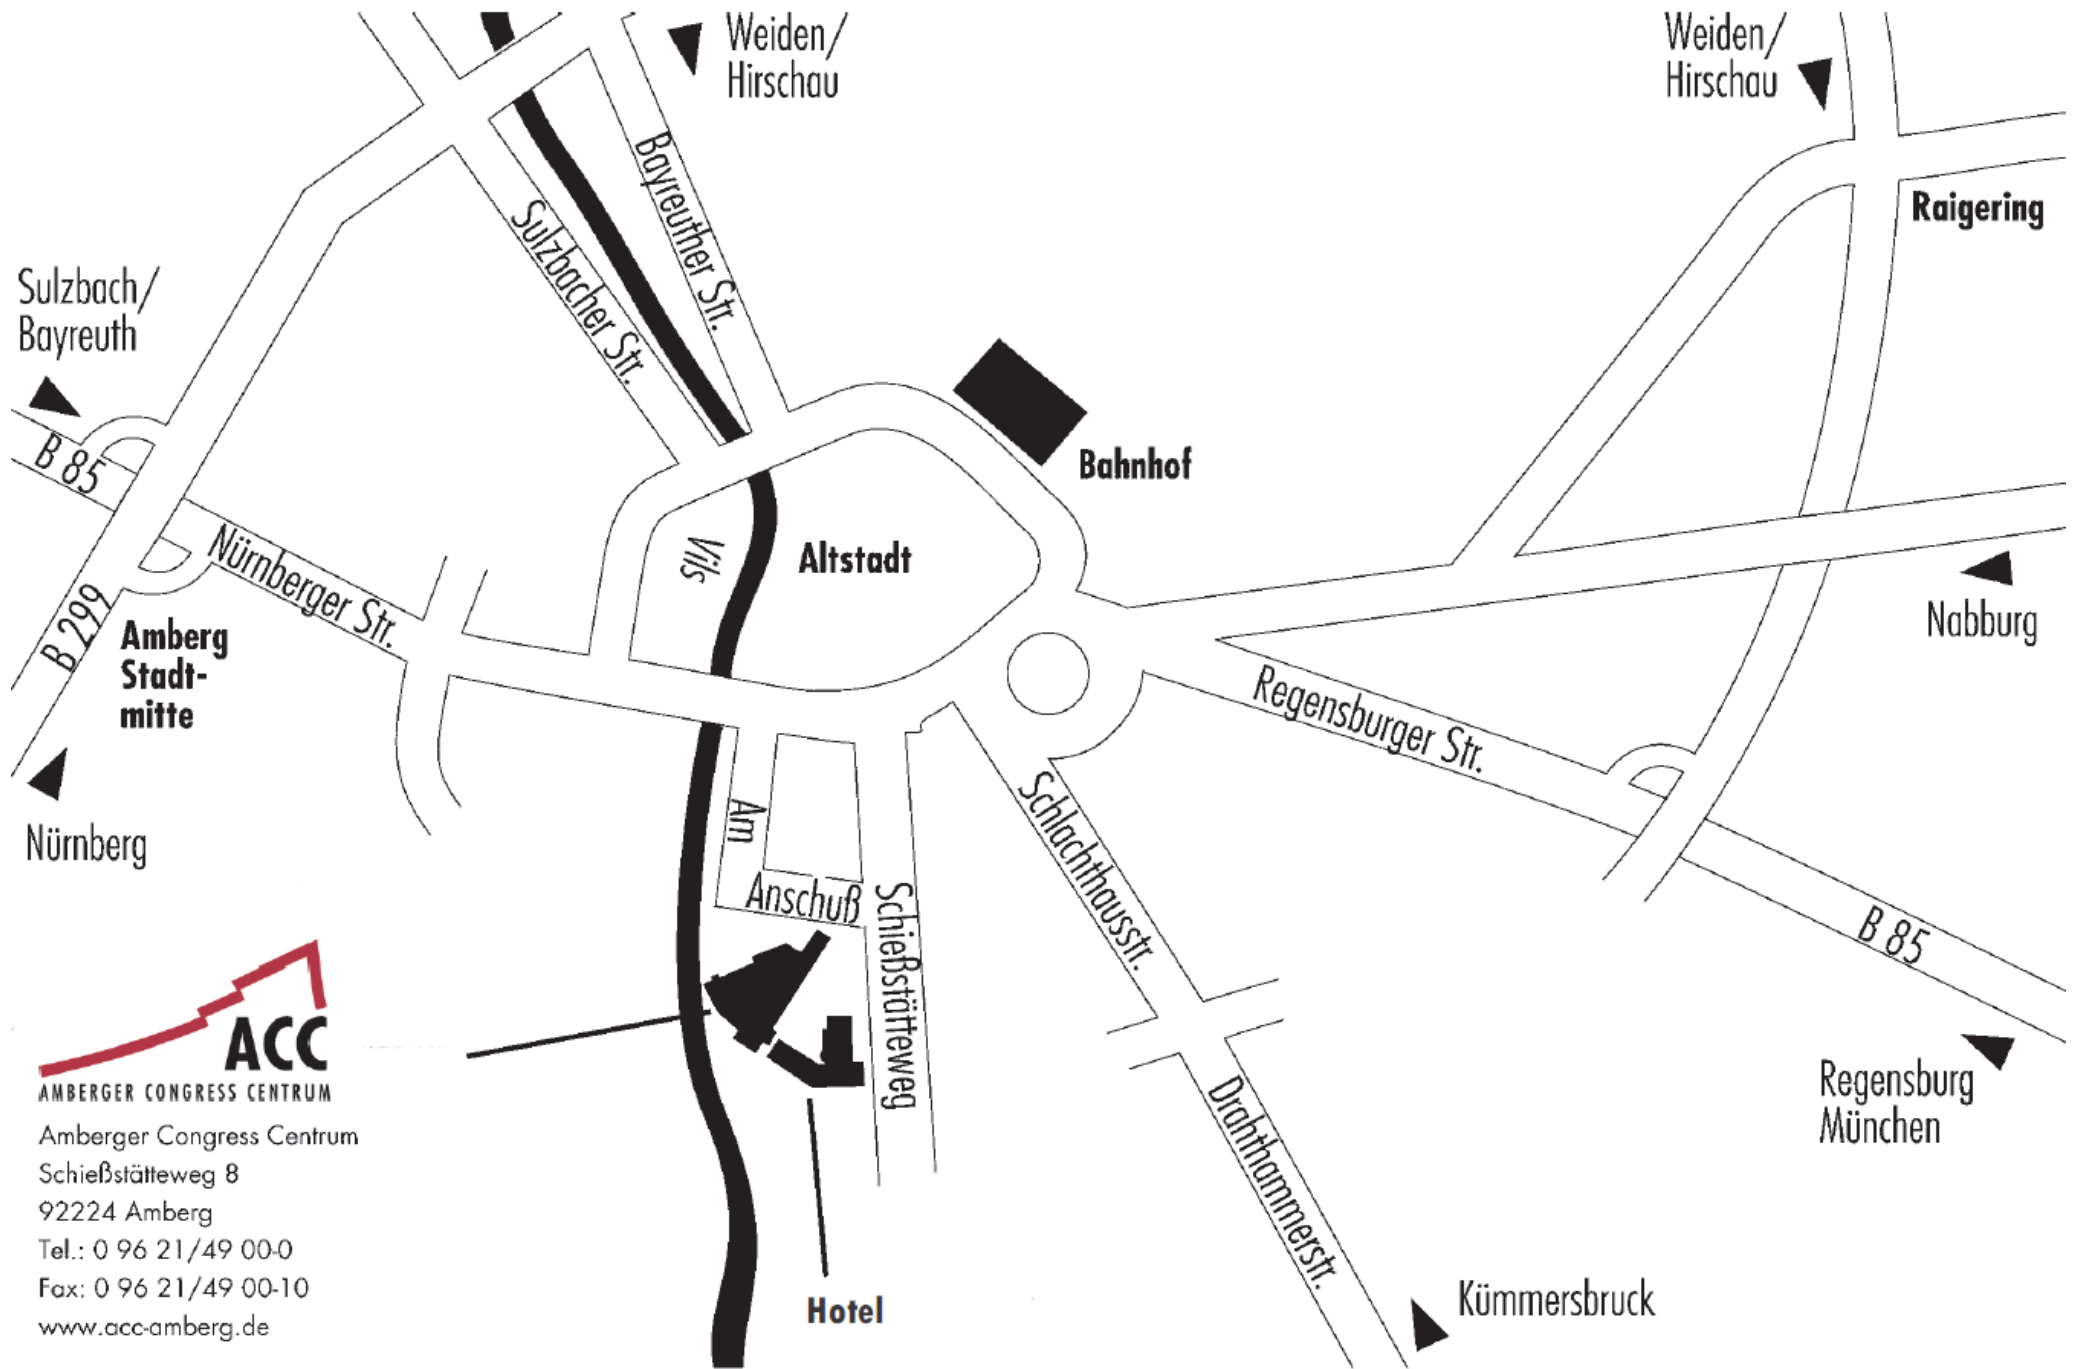 Weiden/
Hirschau
Weiden/
Hirschau
Bayreuther Str.
Sulzbacher Str.
Raigering
Sulzbach/
Bayreuth
B 85
Bahnhof
Nürnberger Str.
Vils
Altstadt
Nabburg
B 299
Amberg
Stadt-
mitte
Regensburger Str.
Nürnberg
Am
Anschuß
Schießstätteweg
Schlachthausstr.
B 85
Regensburg
München
Drahthammerstr.
Kümmersbruck
Hotel
ACC
AMBERGER CONGRESS CENTRUM
Amberger Congress Centrum
Schießstätteweg 8
92224 Amberg
Tel.: 0 96 21/49 00-0
Fax: 0 96 21/49 00-10
www.acc-amberg.de